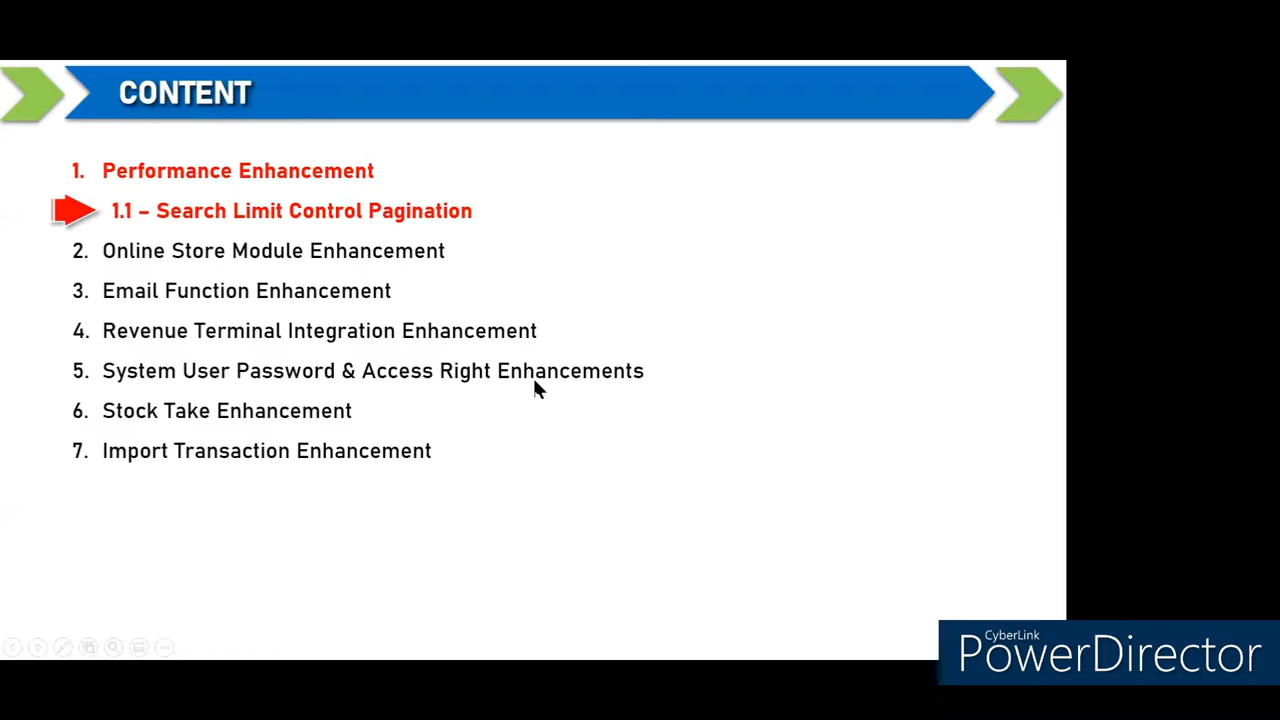 CONTENT
1. Performance Enhancement
1.1 – Search Limit Control Pagination
2. Online Store Module Enhancement
3. Email Function Enhancement
4. Revenue Terminal Integration Enhancement
5. System User Password & Access Right Enhancements
6. Stock Take Enhancement
7. Import Transaction Enhancement
CyberLink
PowerDirector